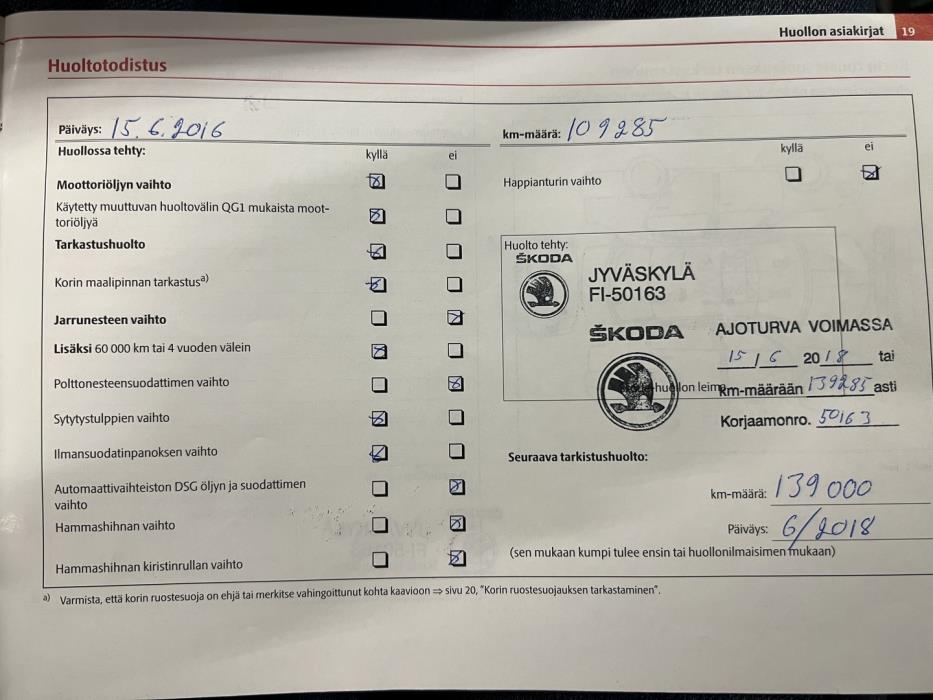 Huollon asiakirjat 19
Huoltotodistus
Päiväys: 15.6.2016
km-määrä: 109285
Huollossa tehty:
kyllä ei
Moottoriöljyn vaihto
Käytetty muuttuvan huoltovälin QG1 mukaista moot-
toriöljyä
Tarkastushuolto
Korin maalipinnan tarkastusa)
Jarrunesteen vaihto
Lisäksi 60 000 km tai 4 vuoden välein
Polttonesteensuodattimen vaihto
Sytytystulppien vaihto
Ilmansuodatinpanoksen vaihto
Automaattivaihteiston DSG öljyn ja suodattimen
vaihto
Hammashihnan vaihto
Hammashihnan kiristinrullan vaihto
kyllä ei
Happianturin vaihto
Huolto tehty:
ŠKODA
JYVÄSKYLÄ
FI-50163
ŠKODA
AJOTURVA VOIMASSA
15 / 6 2018 tai
huollon leima
km-määrään 139285 asti
Korjaamonro. 50163
Seuraava tarkistushuolto:
km-määrä: 139 000
Päiväys: 6/2018
(sen mukaan kumpi tulee ensin tai huollonilmaisimen mukaan)
a) Varmista, että korin ruostesuoja on ehjä tai merkitse vahingoittunut kohta kaavioon ⇒ sivu 20, "Korin ruostesuojauksen tarkastaminen".